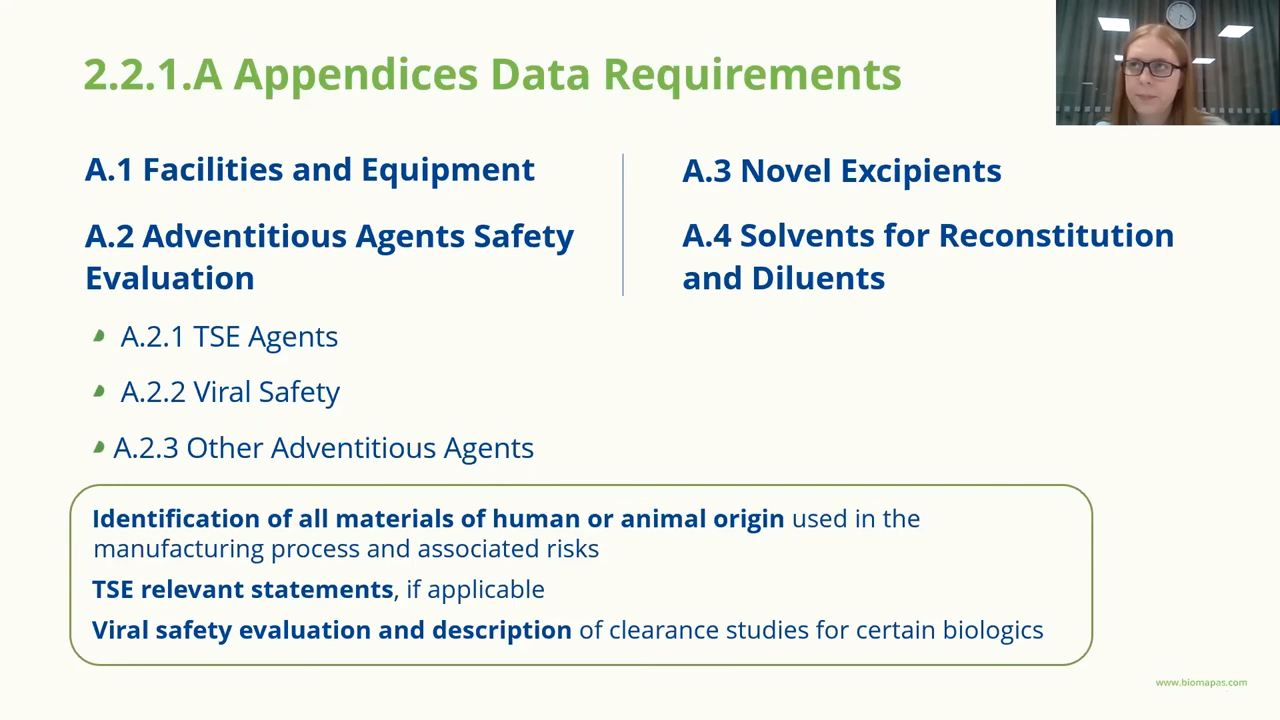 2.2.1.A Appendices Data Requirements
A.1 Facilities and Equipment
A.2 Adventitious Agents Safety
Evaluation
A.2.1 TSE Agents
A.2.2 Viral Safety
A.2.3 Other Adventitious Agents
A.3 Novel Excipients
A.4 Solvents for Reconstitution
and Diluents
Identification of all materials of human or animal origin used in the
manufacturing process and associated risks
TSE relevant statements, if applicable
Viral safety evaluation and description of clearance studies for certain biologics
www.biomapas.com